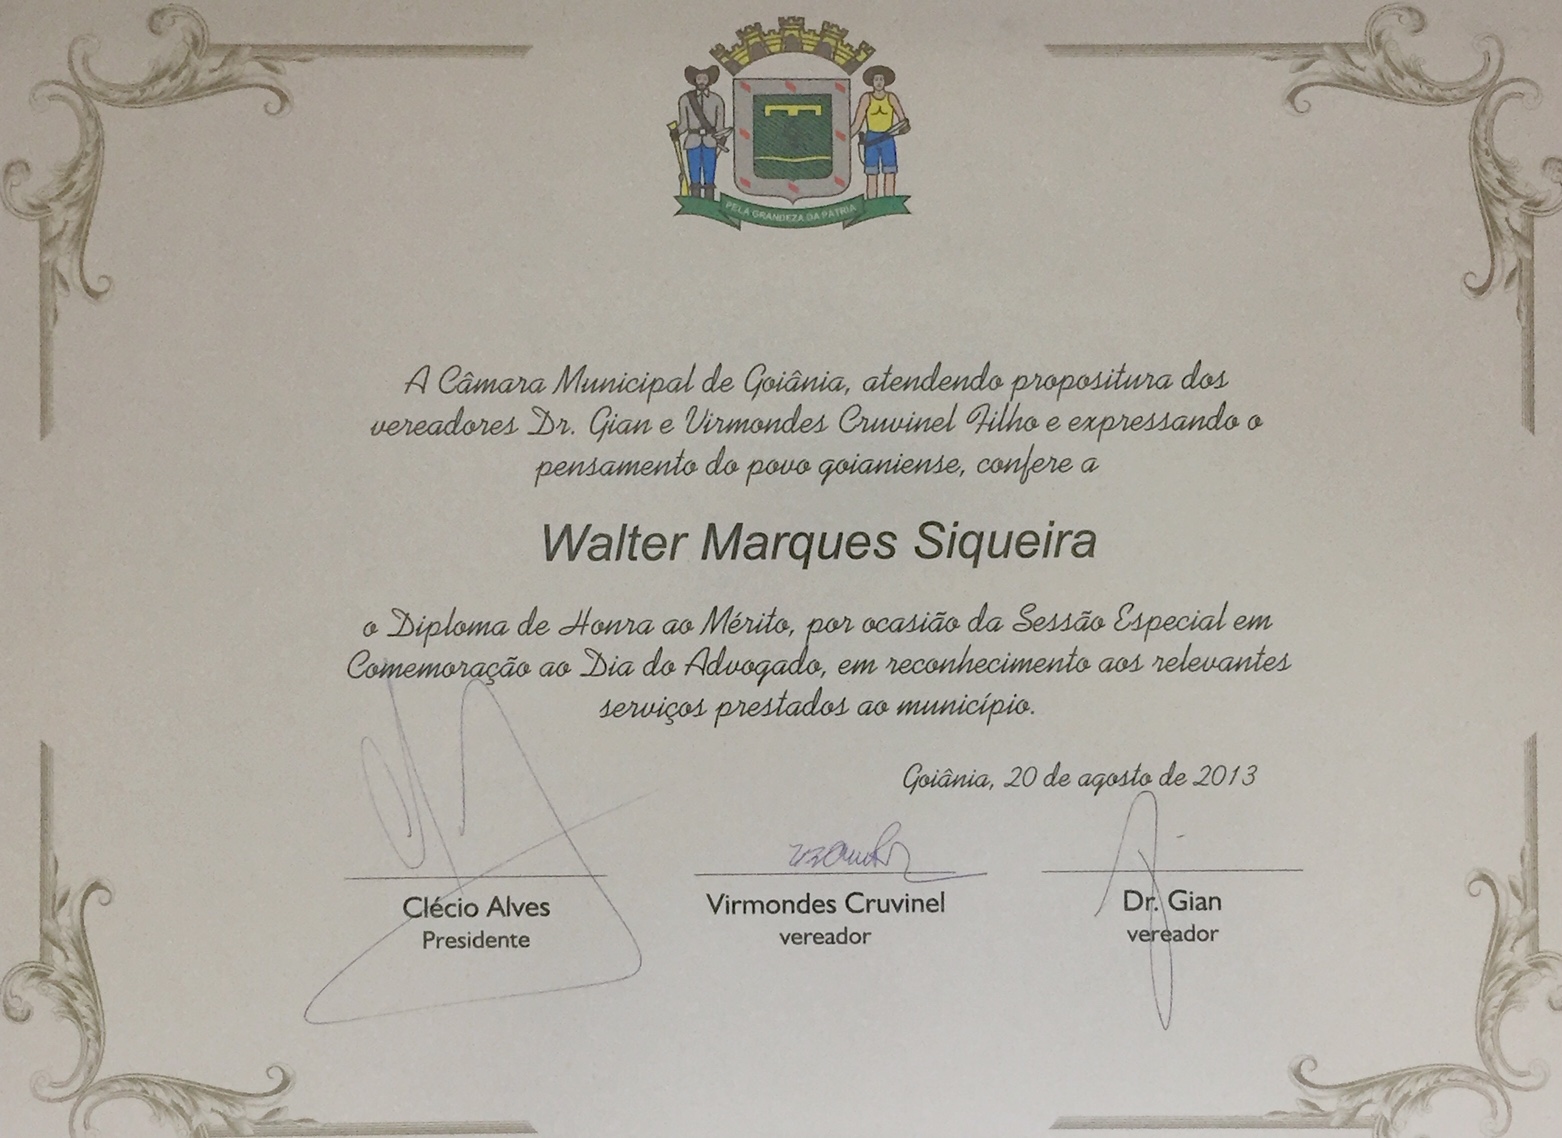 PELA GRANDEZA DA PATRIA
A Câmara Municipal de Goiânia, atendendo propositura dos
vereadores Dr. Gian e Virmondes Cruvinel Filho e expressando o
pensamento do povo goianiense, confere a
Walter Marques Siqueira
o Diploma de Honra ao Mérito, por ocasião da Sessão Especial em
Comemoração ao Dia do Advogado, em reconhecimento aos relevantes
serviços prestados ao município.
Goiânia, 20 de agosto de 2013
Clécio Alves
Presidente
Virmondes Cruvinel
vereador
Dr. Gian
vereador